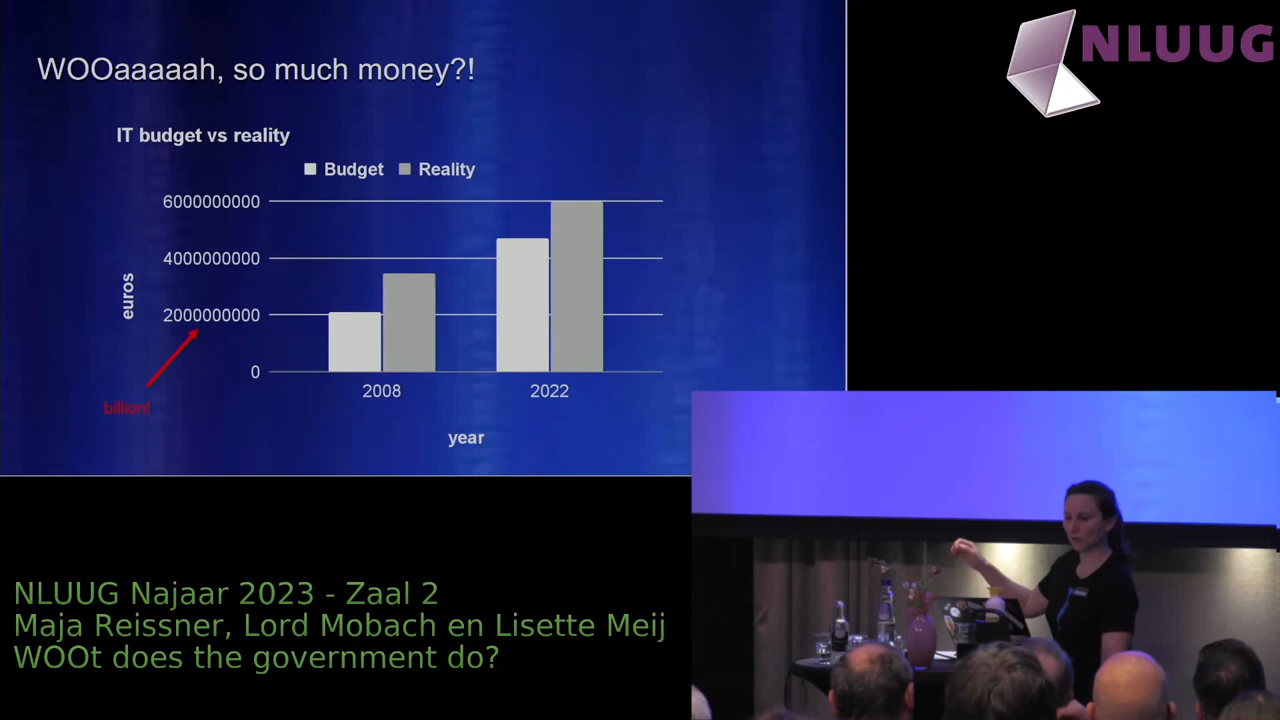 NLUUG
WOOaaaaah, so much money?!
IT budget vs reality
Budget Reality
6000000000
4000000000
2000000000
0
euros
billion!
2008 2022
year
NLUUG Najaar 2023 - Zaal 2
Maja Reissner, Lord Mobach en Lisette Meij
WOOt does the government do?